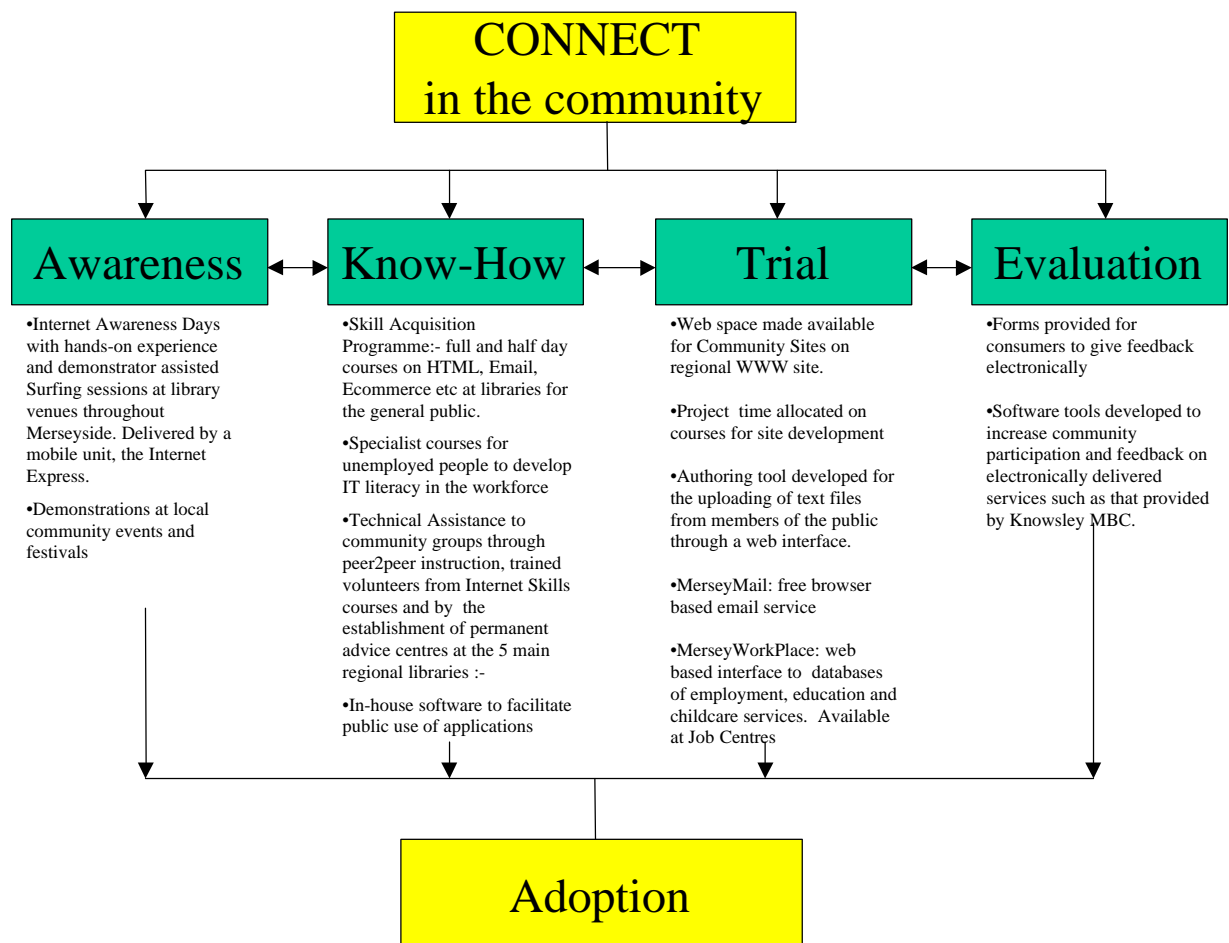 CONNECT
in the community
Awareness
Know-How
Trial
Evaluation
•Internet Awareness Days
with hands-on experience
and demonstrator assisted
Surfing sessions at library
venues throughout
Merseyside. Delivered by a
mobile unit, the Internet
Express.
•Demonstrations at local
community events and
festivals
•Skill Acquisition
Programme:- full and half day
courses on HTML, Email,
Ecommerce etc at libraries for
the general public.
•Specialist courses for
unemployed people to develop
IT literacy in the workforce
•Technical Assistance to
community groups through
peer2peer instruction, trained
volunteers from Internet Skills
courses and by the
establishment of permanent
advice centres at the 5 main
regional libraries :-
•In-house software to facilitate
public use of applications
•Web space made available
for Community Sites on
regional WWW site.
•Project time allocated on
courses for site development
•Authoring tool developed for
the uploading of text files
from members of the public
through a web interface.
•MerseyMail: free browser
based email service
•MerseyWorkPlace: web
based interface to databases
of employment, education and
childcare services. Available
at Job Centres
•Forms provided for
consumers to give feedback
electronically
•Software tools developed to
increase community
participation and feedback on
electronically delivered
services such as that provided
by Knowsley MBC.
Adoption